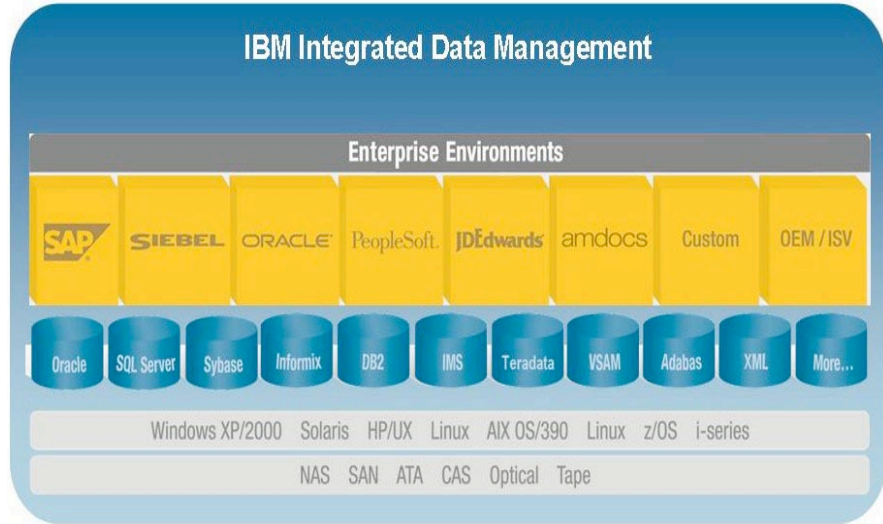 IBM Integrated Data Management
Enterprise Environments
SAP SIEBEL ORACLE PeopleSoft. JDEdwards amdocs Custom OEM / ISV
Oracle SQL Server Sybase Informix DB2 IMS Teradata VSAM Adabas XML More...
Windows XP/2000 Solaris HP/UX Linux AIX OS/390 Linux z/OS i-series
NAS SAN ATA CAS Optical Tape